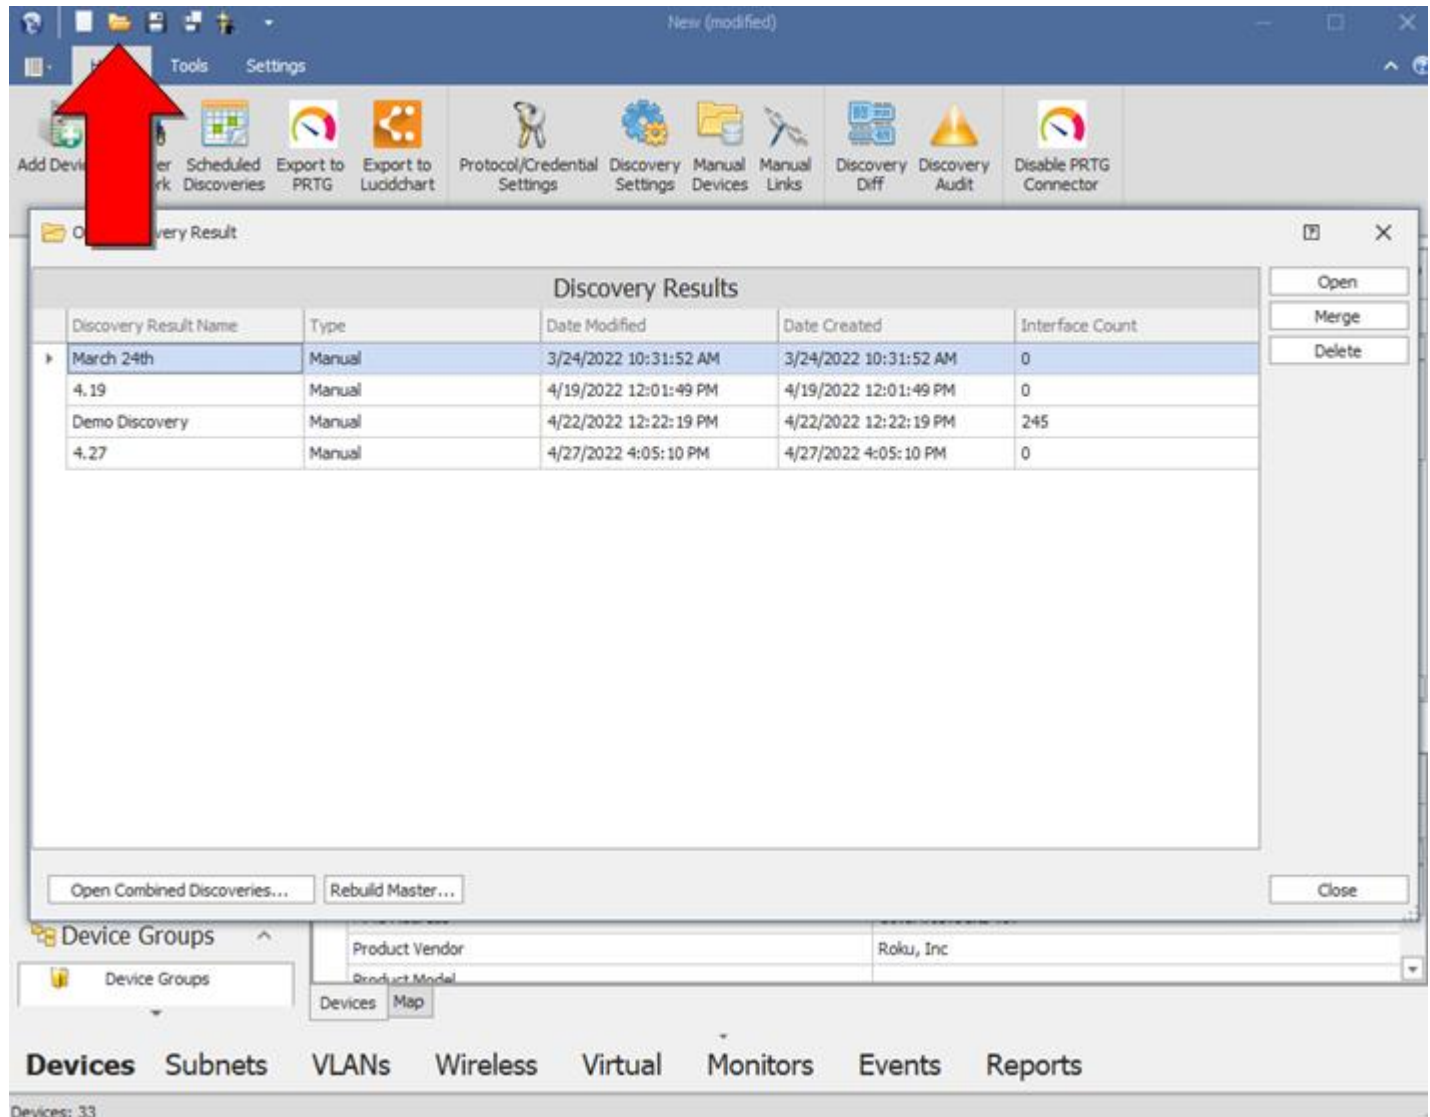 New (modified)
Tools Settings
Scheduled Discoveries
Export to PRTG
Export to Lucidchart
Protocol/Credential Settings
Discovery Settings
Manual Devices
Manual Links
Discovery Diff
Discovery Audit
Disable PRTG Connector
Result
Discovery Results
Discovery Result Name Type Date Modified Date Created Interface Count
March 24th Manual 3/24/2022 10:31:52 AM 3/24/2022 10:31:52 AM 0
4.19 Manual 4/19/2022 12:01:49 PM 4/19/2022 12:01:49 PM 0
Demo Discovery Manual 4/22/2022 12:22:19 PM 4/22/2022 12:22:19 PM 245
4.27 Manual 4/27/2022 4:05:10 PM 4/27/2022 4:05:10 PM 0
Open
Merge
Delete
Open Combined Discoveries... Rebuild Master... Close
Device Groups
Product Vendor Roku, Inc
Device Groups
Product Model
Devices Map
Devices Subnets VLANs Wireless Virtual Monitors Events Reports
Devices: 33